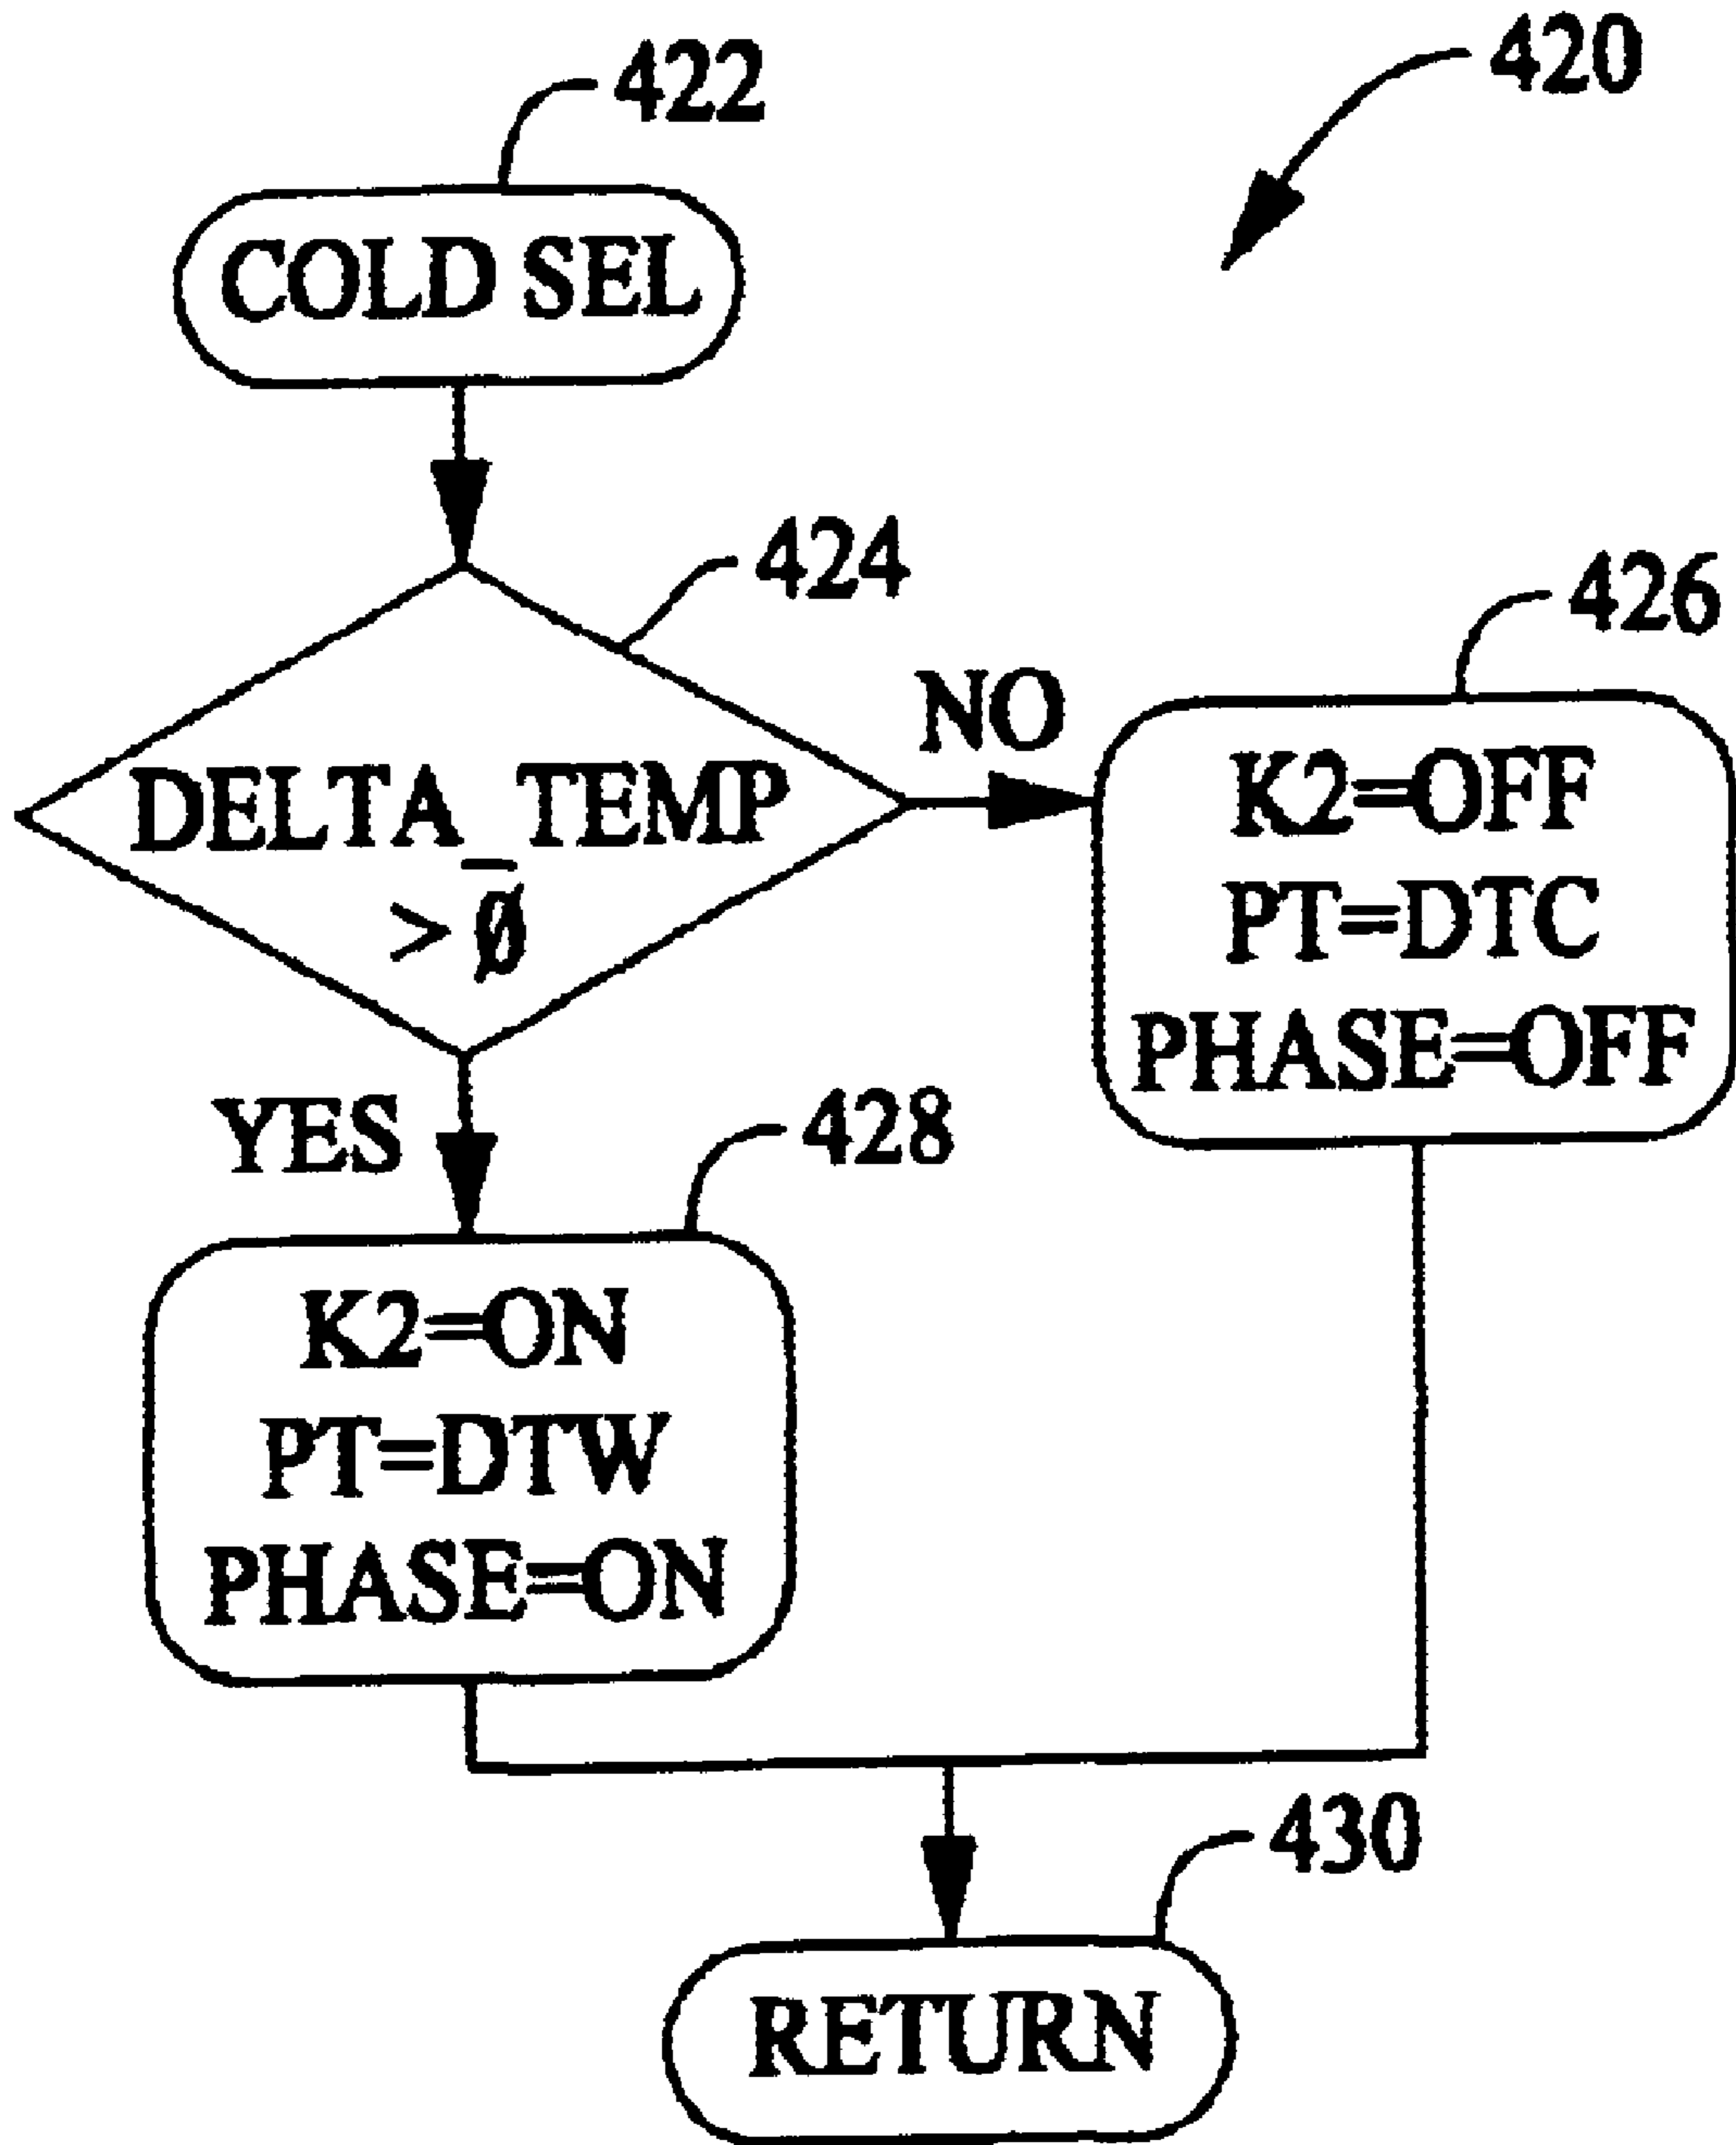 420
422
COLD SEL
424
DELTA_TEMP
> Ø
NO
426
K2=OFF
PT=DTC
PHASE=OFF
YES
428
K2=ON
PT=DTW
PHASE=ON
430
RETURN